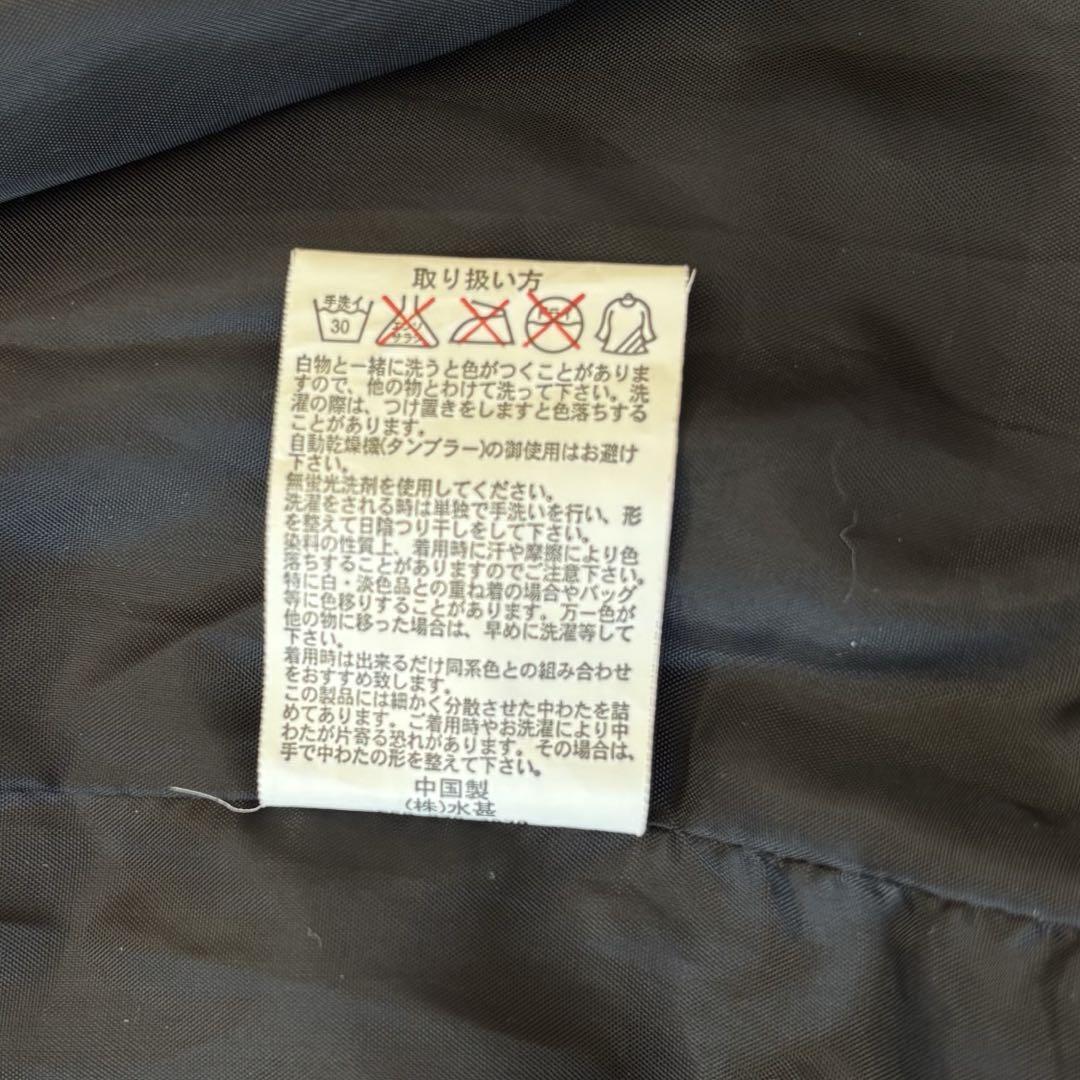 取り扱い方
手洗イ 30 エンソ サラシ ドライ
白物と一緒に洗うと色がつくことがありま
すので、他の物とわけて洗って下さい。洗
濯の際は、つけ置きをしますと色落ちする
ことがあります。
自動乾燥機(タンブラー)の御使用はお避け
下さい。
無蛍光洗剤を使用してください。
洗濯をされる時は単独で手洗いを行い、形
を整えて日陰つり干しをして下さい。
染料の性質上、着用時に汗や摩擦により色
落ちすることがありますのでご注意下さい。
特に白・淡色品との重ね着の場合やバッグ
等に色移りすることがあります。万一色が
他の物に移った場合は、早めに洗濯等して
下さい。
着用時は出来るだけ同系色との組み合わせ
をおすすめ致します。
この製品には細かく分散させた中わたを詰
めてあります。ご着用時やお洗濯により中
わたが片寄る恐れがあります。その場合は、
手で中わたの形を整えて下さい。
中国製
(株)水甚